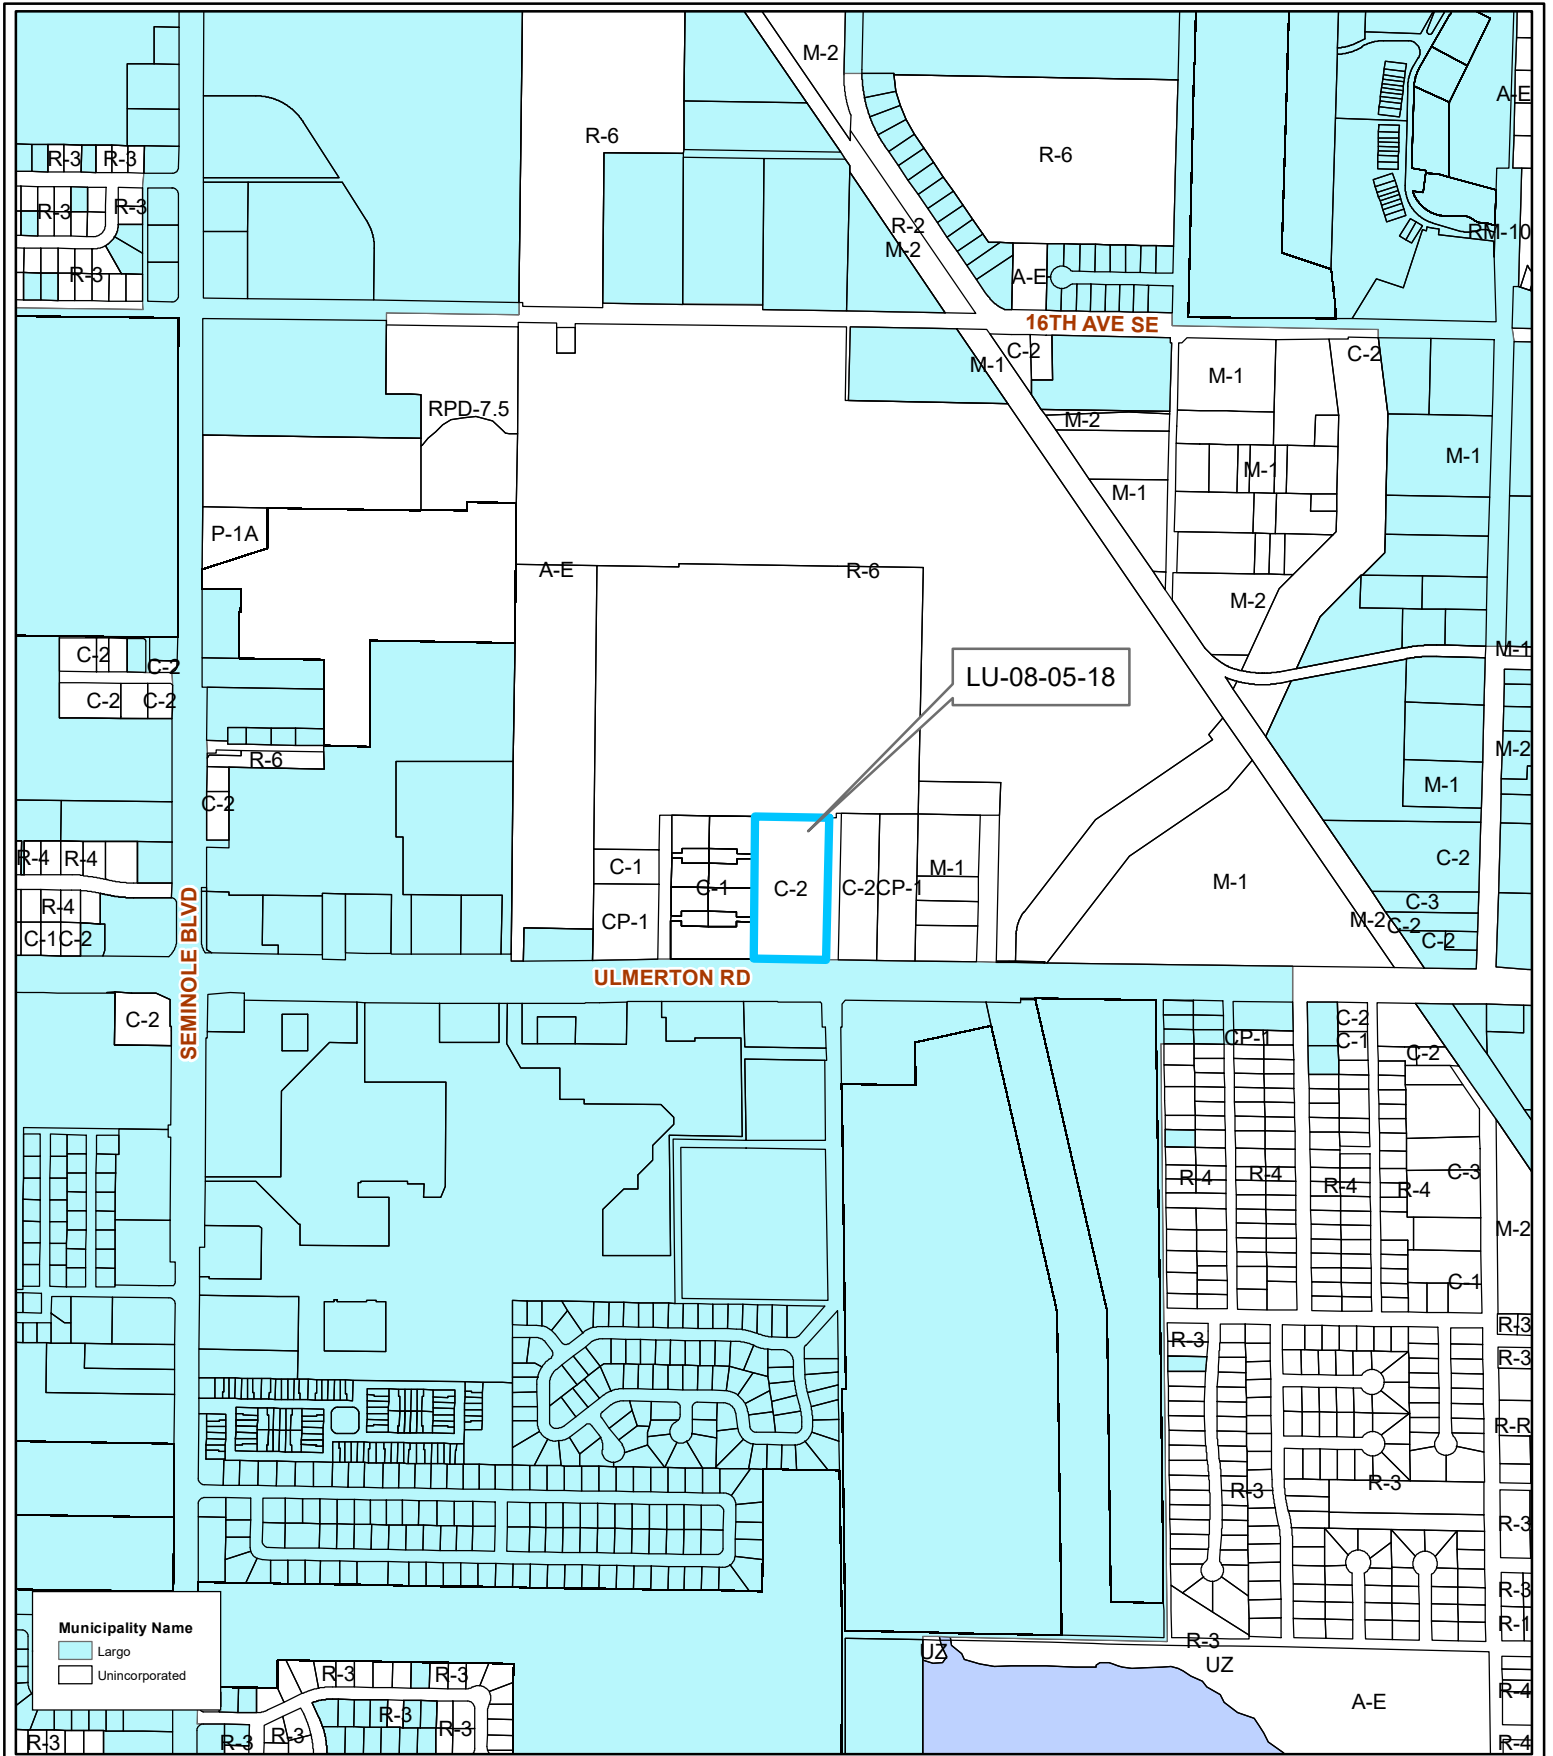 M-2
A-E
R-6
R-6
R-3
R-3
R-3
R-3
R-2
RM-10
M-2
R-3
A-E
16TH AVE SE
C-2
C-2
M-1
M-1
RPD-7.5
M-2
M-1
M-1
M-1
P-1A
A-E
R-6
M-2
M-1
C-2
C-2
LU-08-05-18
C-2
C-2
M-2
R-6
M-1
C-2
R-4
R-4
C-2
C-1
M-1
M-1
C-1
C-2
C-2
CP-1
C-3
R-4
CP-1
M-2
C-2
C-1
C-2
C-2
SEMINOLE BLVD
ULMERTON RD
C-2
C-2
CP-1
C-1
C-2
R-4
R-4
R-4
R-4
C-3
M-2
C-1
R-3
R-3
R-3
R-R
R-3
R-3
R-3
R-3
R-1
Municipality Name
Largo
Unincorporated
R-3
UZ
UZ
R-3
R-3
R-4
A-E
R-3
R-3
R-3
R-3
R-3
R-4